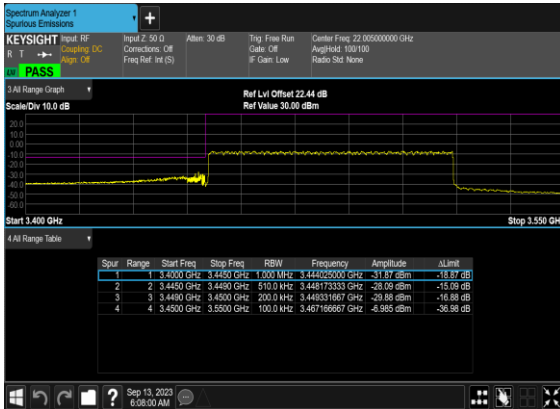 Spectrum Analyzer 1
Spurious Emissions
+
KEYSIGHT Input: RF Input Z: 50 Ω Atten: 30 dB Trig: Free Run Center Freq: 22.005000000 GHz
R T Coupling: DC Corrections: Off Gate: Off Avg|Hold: 100/100
Align: Off Freq Ref: Int (S) IF Gain: Low Radio Std: None
PASS
3 All Range Graph Ref Lvl Offset 22.44 dB
Scale/Div 10.0 dB Ref Value 30.00 dBm
20.0
10.0
0.00
-10.0
-20.0
-30.0
-40.0
-50.0
-60.0
Start 3.400 GHz Stop 3.550 GH
4 All Range Table
Spur Range Start Freq Stop Freq RBW Frequency Amplitude ΔLimit
1 1 3.4000 GHz 3.4450 GHz 1.000 MHz 3.444025000 GHz -31.87 dBm -18.87 dB
2 2 3.4450 GHz 3.4490 GHz 510.0 kHz 3.448173333 GHz -28.09 dBm -15.09 dB
3 3 3.4490 GHz 3.4500 GHz 200.0 kHz 3.449331667 GHz -29.88 dBm -16.88 dB
4 4 3.4500 GHz 3.5500 GHz 100.0 kHz 3.467166667 GHz -6.985 dBm -36.98 dB
? Sep 13, 2023
6:08:00 AM